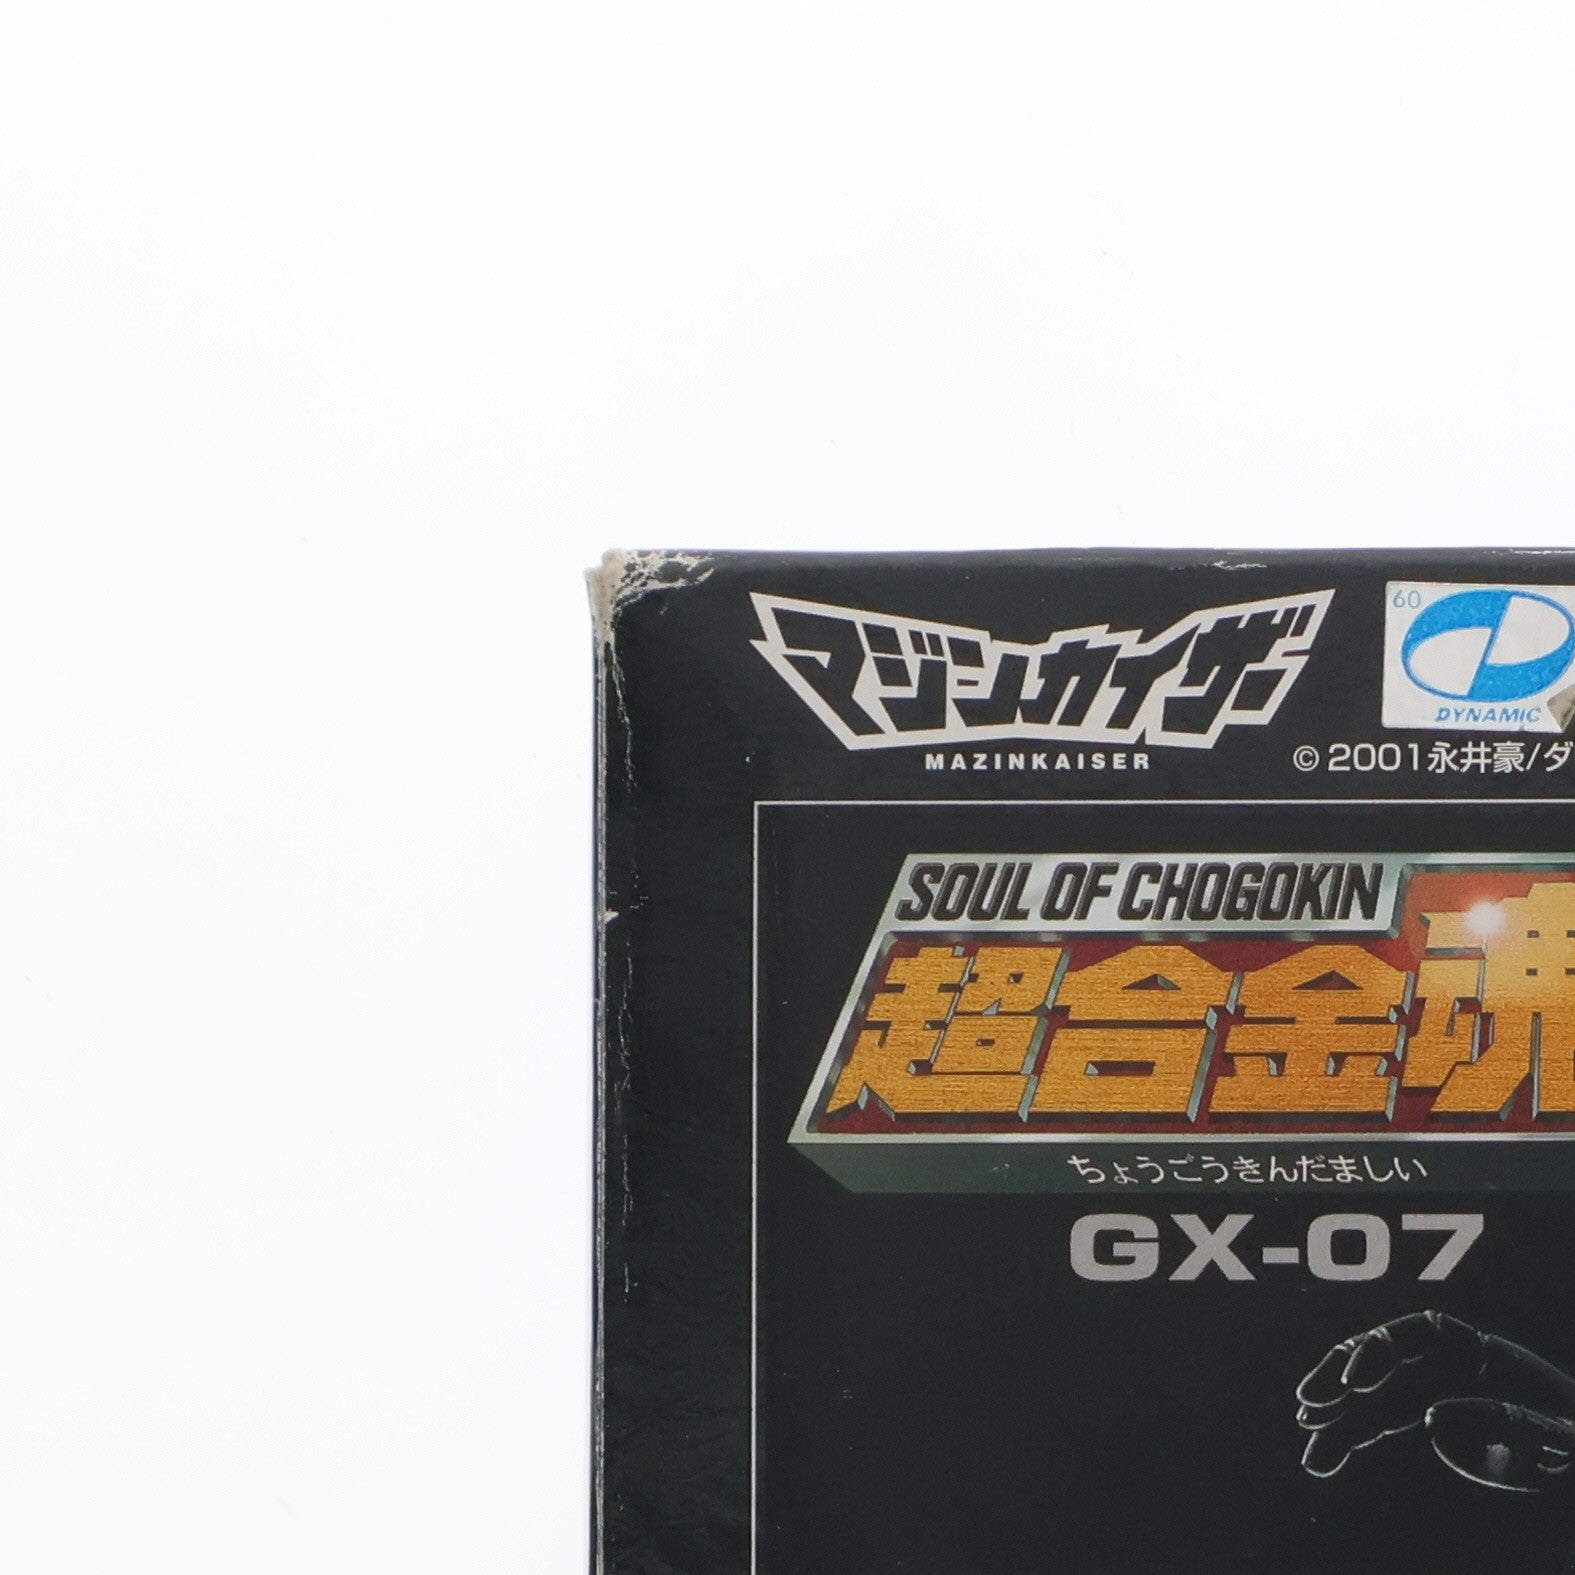 マジンカイザー
MAZINKAISER
60
DYNAMIC
©2001永井豪/ダ
SOUL OF CHOGOKIN
超合金魂
ちょうごうきんだましい
GX-07